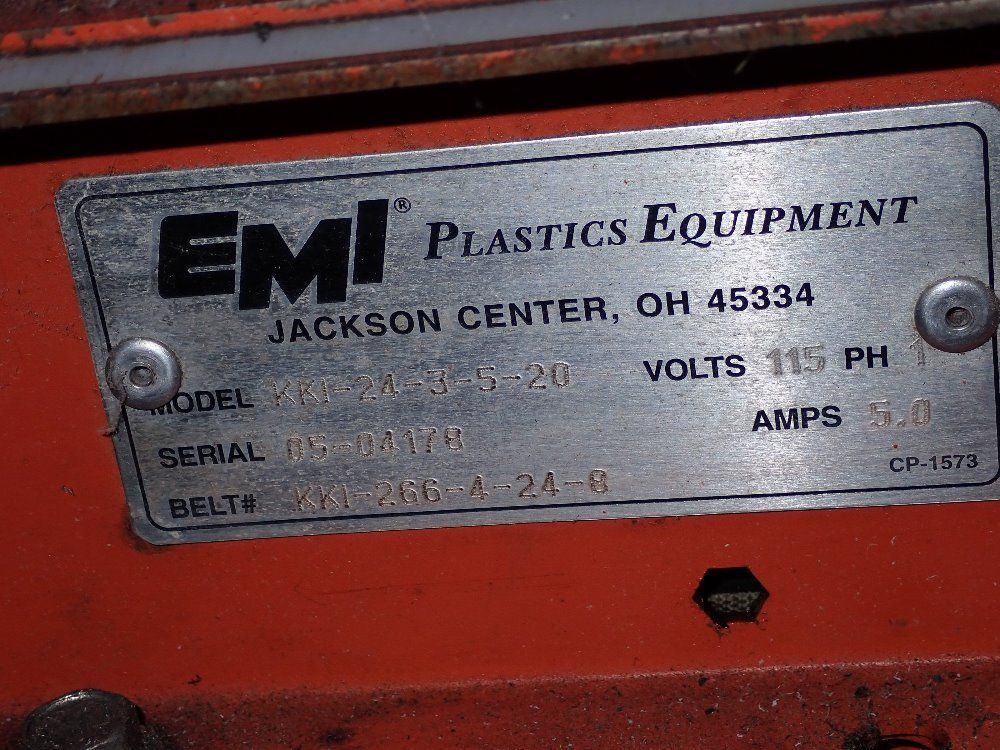 EMI® PLASTICS EQUIPMENT
JACKSON CENTER, OH 45334
MODEL KKI-24-3-5-20 VOLTS 115 PH 1
SERIAL 05-04178 AMPS 5.0
BELT# KKI-266-4-24-8 CP-1573